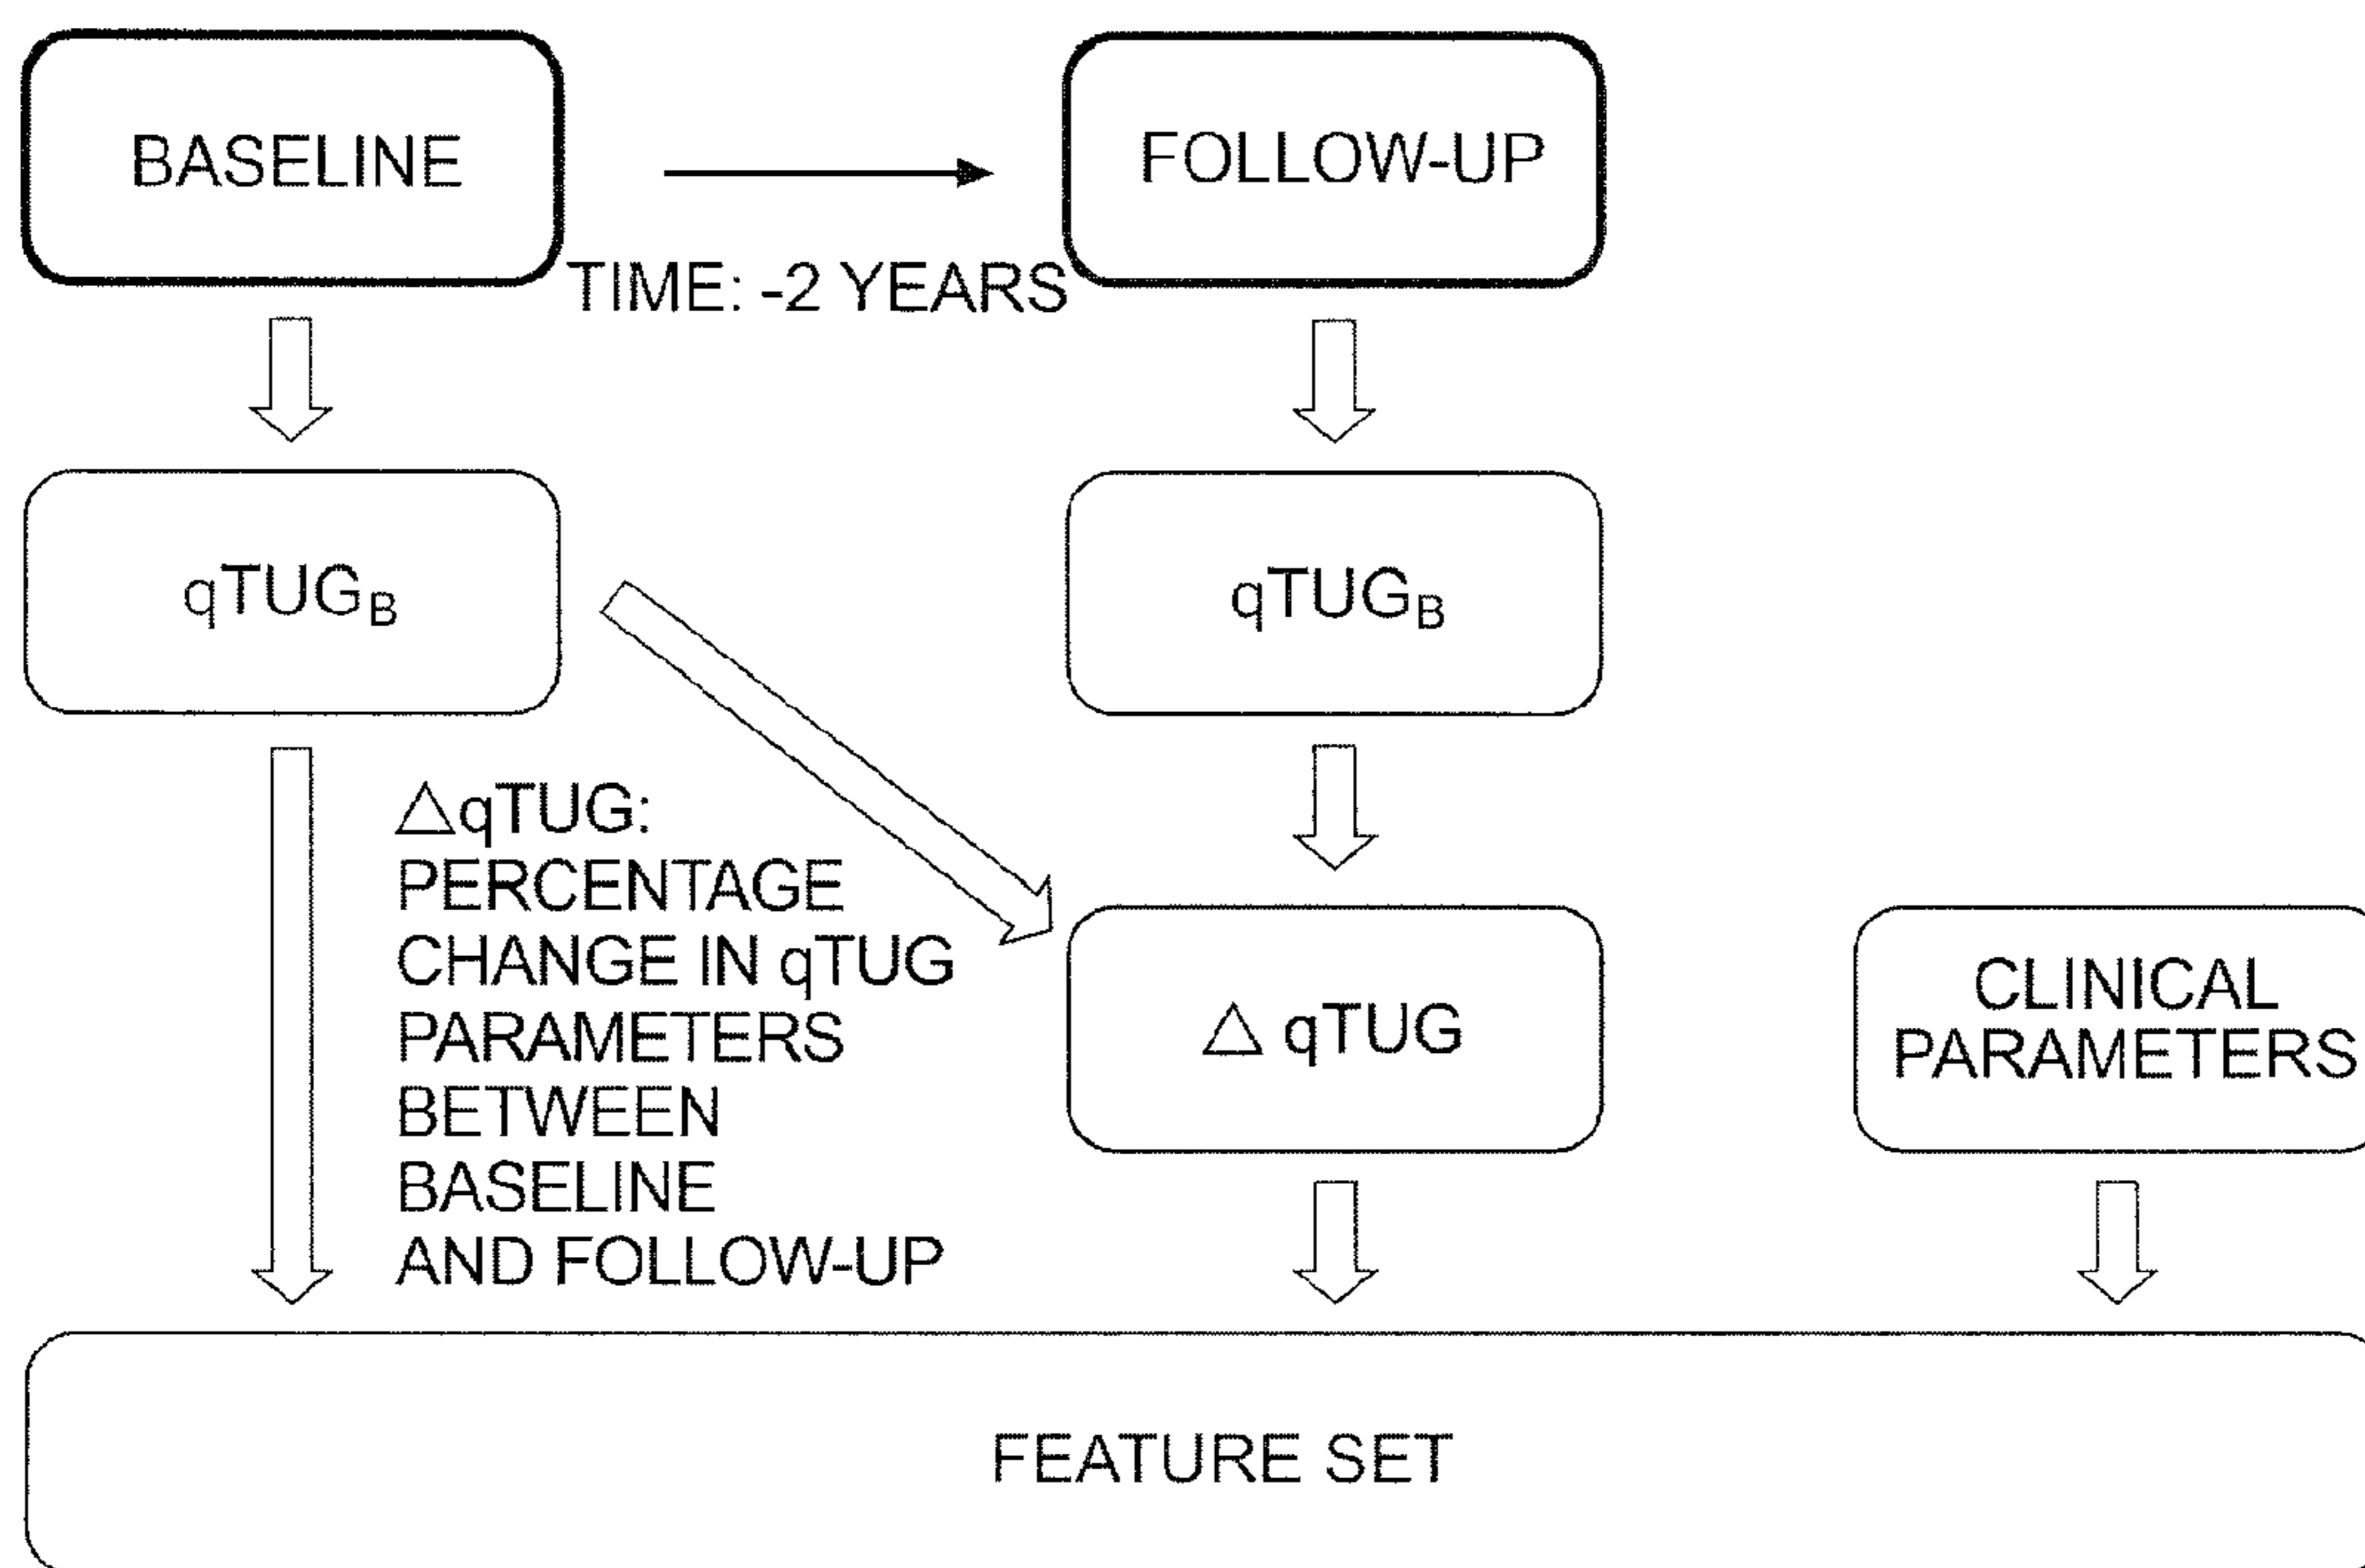 BASELINE
FOLLOW-UP
TIME: -2 YEARS
qTUGB
qTUGB
△qTUG:
PERCENTAGE
CHANGE IN qTUG
PARAMETERS
BETWEEN
BASELINE
AND FOLLOW-UP
△ qTUG
CLINICAL
PARAMETERS
FEATURE SET